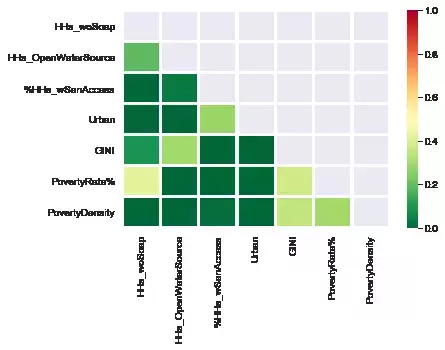 HHs_woSoap
HHs_OpenWaterSource
%HHs_wSanAccess
Urban
GINI
PovertyRate%
PovertyDensity
1.0
0.8
0.6
0.4
0.2
0.0
HHs_woSoap
HHs_OpenWaterSource
%HHs_wSanAccess
Urban
GINI
PovertyRate%
PovertyDensity